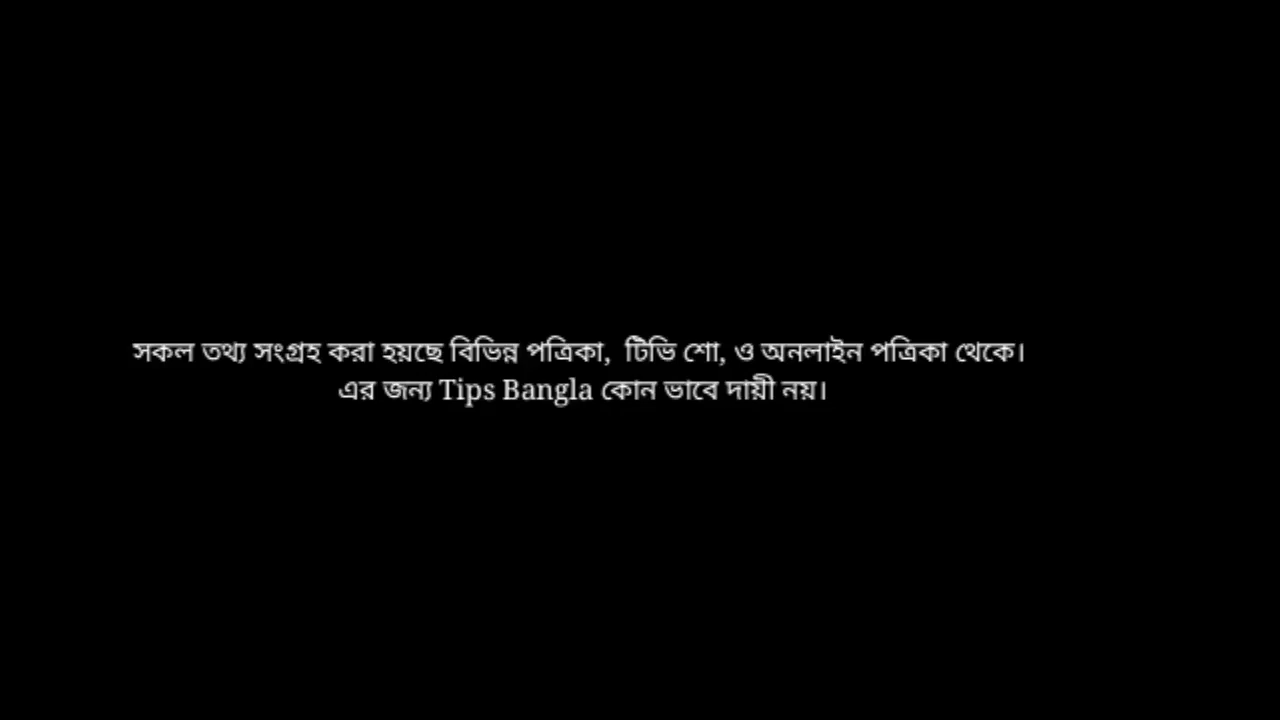 সকল তথ্য সংগ্রহ করা হয়ছে বিভিন্ন পত্রিকা,  টিভি শো, ও অনলাইন পত্রিকা থেকে।
এর জন্য Tips Bangla কোন ভাবে দায়ী নয়।